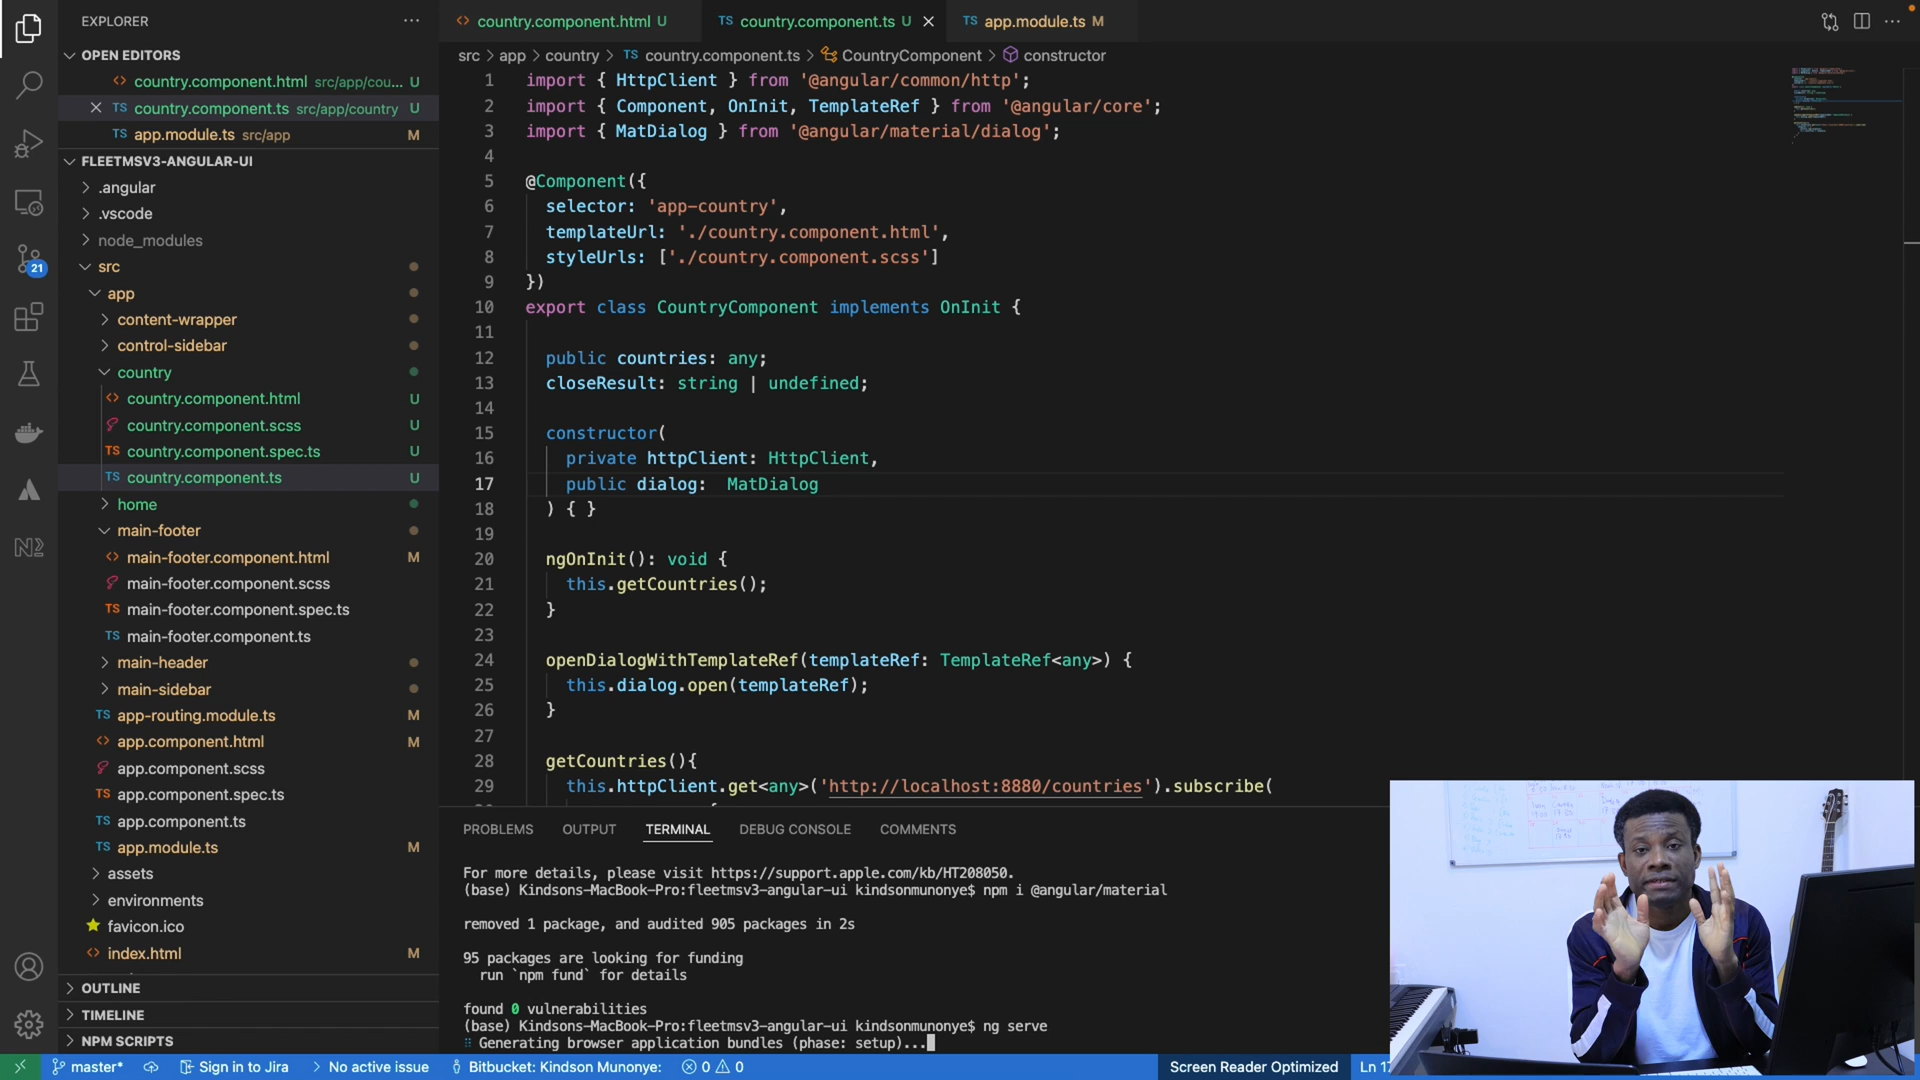 EXPLORER
OPEN EDITORS
country.component.html src/app/cou... U
TS country.component.ts src/app/country U
TS app.module.ts src/app M
FLEETMSV3-ANGULAR-UI
.angular
.vscode
node_modules
src
app
content-wrapper
control-sidebar
country
country.component.html U
country.component.scss U
TS country.component.spec.ts U
TS country.component.ts U
home
main-footer
main-footer.component.html M
main-footer.component.scss
TS main-footer.component.spec.ts
TS main-footer.component.ts
main-header
main-sidebar
TS app-routing.module.ts M
app.component.html M
app.component.scss
TS app.component.spec.ts
TS app.component.ts
TS app.module.ts M
assets
environments
favicon.ico
index.html M
OUTLINE
TIMELINE
NPM SCRIPTS
21
country.component.html U
TS country.component.ts U
TS app.module.ts M
src > app > country > TS country.component.ts > CountryComponent > constructor
1 import { HttpClient } from '@angular/common/http';
2 import { Component, OnInit, TemplateRef } from '@angular/core';
3 import { MatDialog } from '@angular/material/dialog';
4
5 @Component({
6 selector: 'app-country',
7 templateUrl: './country.component.html',
8 styleUrls: ['./country.component.scss']
9 })
10 export class CountryComponent implements OnInit {
11
12 public countries: any;
13 closeResult: string | undefined;
14
15 constructor(
16 private httpClient: HttpClient,
17 public dialog:  MatDialog
18 ) { }
19
20 ngOnInit(): void {
21 this.getCountries();
22 }
23
24 openDialogWithTemplateRef(templateRef: TemplateRef<any>) {
25 this.dialog.open(templateRef);
26 }
27
28 getCountries(){
29 this.httpClient.get<any>('http://localhost:8880/countries').subscribe(
PROBLEMS OUTPUT TERMINAL DEBUG CONSOLE COMMENTS
For more details, please visit https://support.apple.com/kb/HT208050.
(base) Kindsons-MacBook-Pro:fleetmsv3-angular-ui kindsonmunonye$ npm i @angular/material
removed 1 package, and audited 905 packages in 2s
95 packages are looking for funding
run `npm fund` for details
found 0 vulnerabilities
(base) Kindsons-MacBook-Pro:fleetmsv3-angular-ui kindsonmunonye$ ng serve
Generating browser application bundles (phase: setup)...
master* Sign in to Jira No active issue Bitbucket: Kindson Munonye: 0 0 Screen Reader Optimized Ln 17